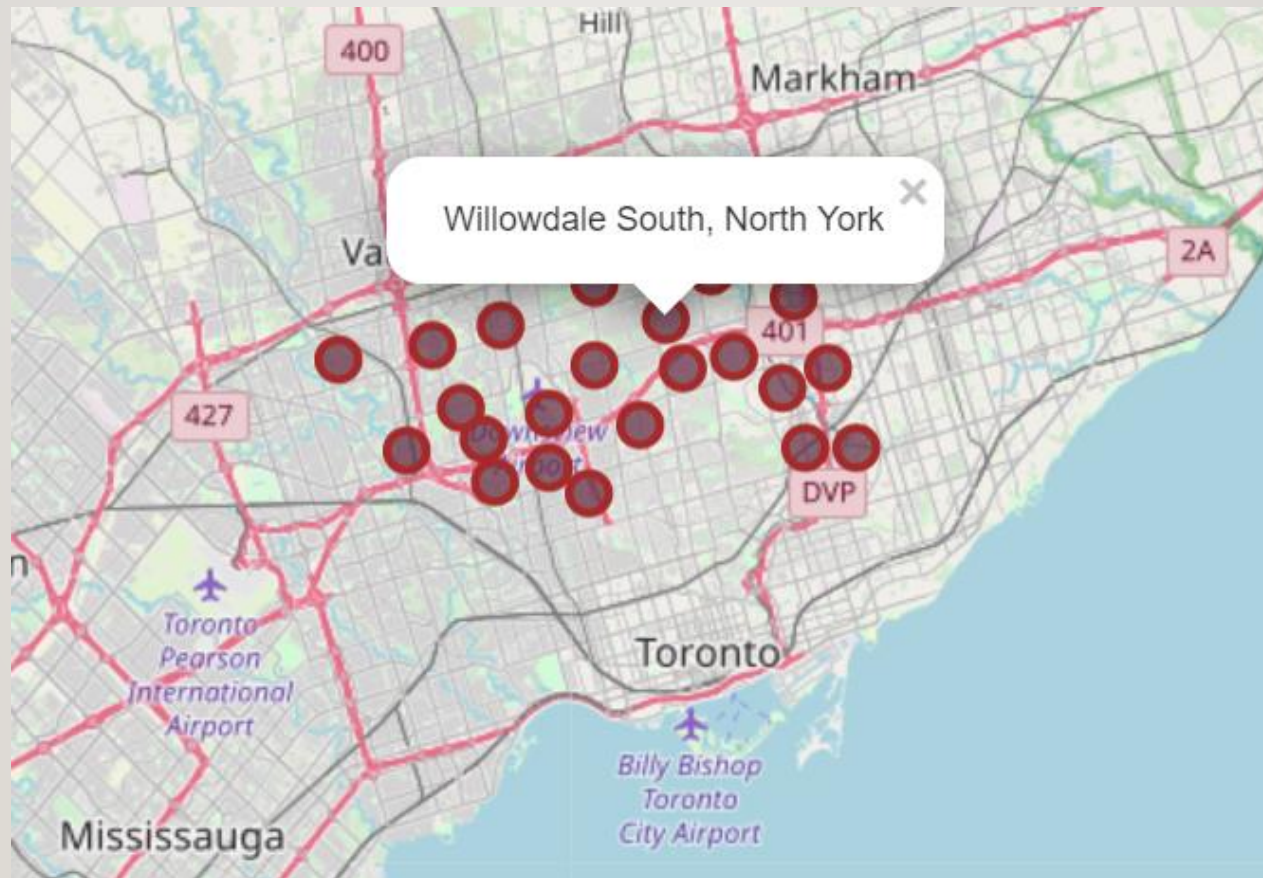 Hill
400
Markham
Willowdale South, North York
×
Va
2A
401
427
Airport
DVP
n
Toronto
Pearson
International
Airport
Toronto
Billy Bishop
Toronto
City Airport
Mississauga